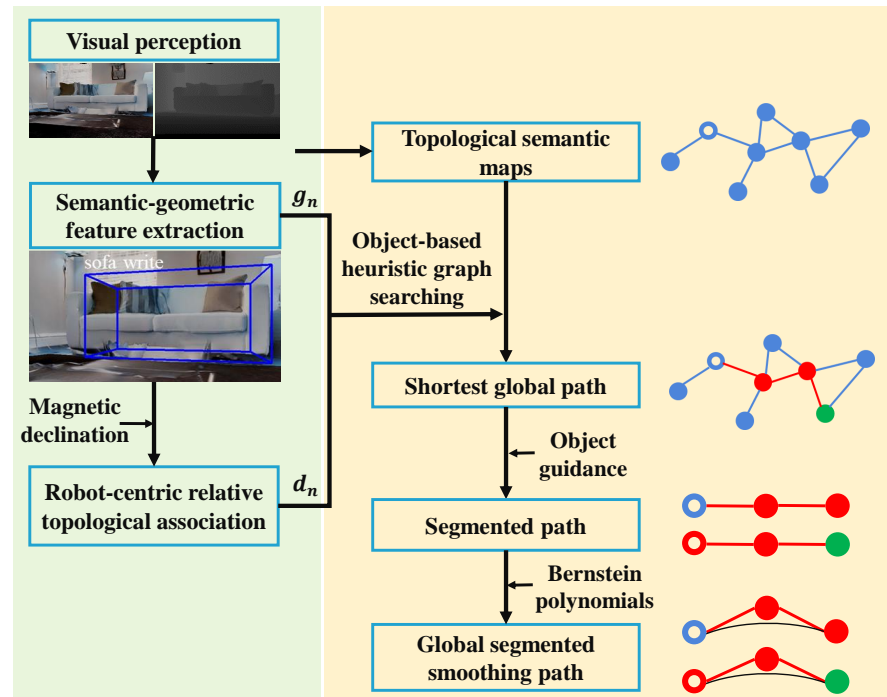 Visual perception
Semantic-geometric
feature extraction
g_n
sofa write
Magnetic
declination
Robot-centric relative
topological association
d_n
Topological semantic
maps
Object-based
heuristic graph
searching
Shortest global path
Object
guidance
Segmented path
Bernstein
polynomials
Global segmented
smoothing path